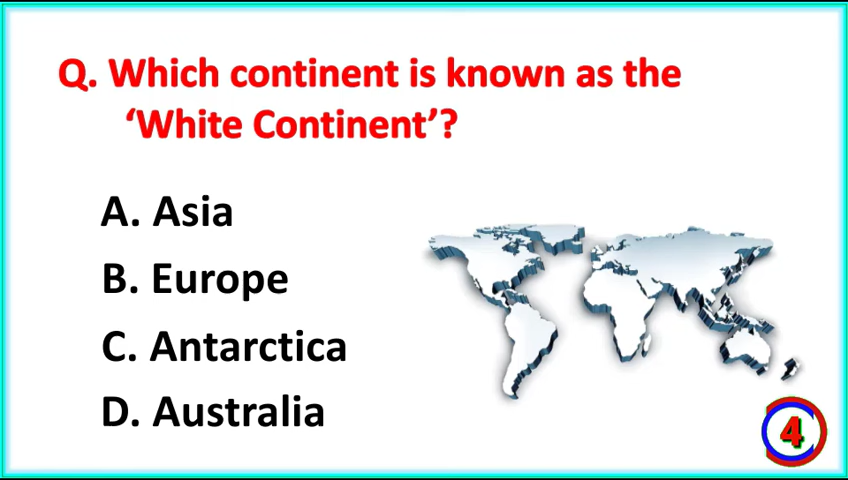 Q. Which continent is known as the
‘White Continent’?
A. Asia
B. Europe
C. Antarctica
D. Australia
4